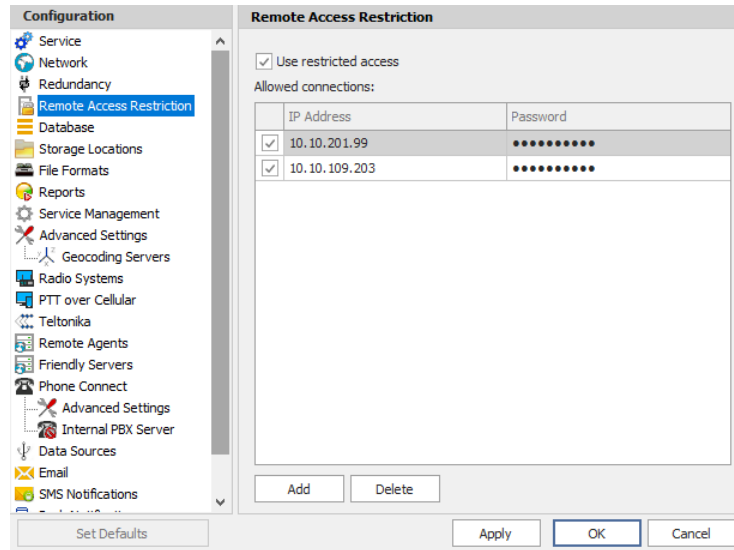 Configuration
Service
Network
Redundancy
Remote Access Restriction
Database
Storage Locations
File Formats
Reports
Service Management
Advanced Settings
Geocoding Servers
Radio Systems
PTT over Cellular
Teltonika
Remote Agents
Friendly Servers
Phone Connect
Advanced Settings
Internal PBX Server
Data Sources
Email
SMS Notifications
Set Defaults
Remote Access Restriction
Use restricted access
Allowed connections:
IP Address Password
10.10.201.99 ●●●●●●●●●●
10.10.109.203 ●●●●●●●●●●
Add Delete
Apply OK Cancel